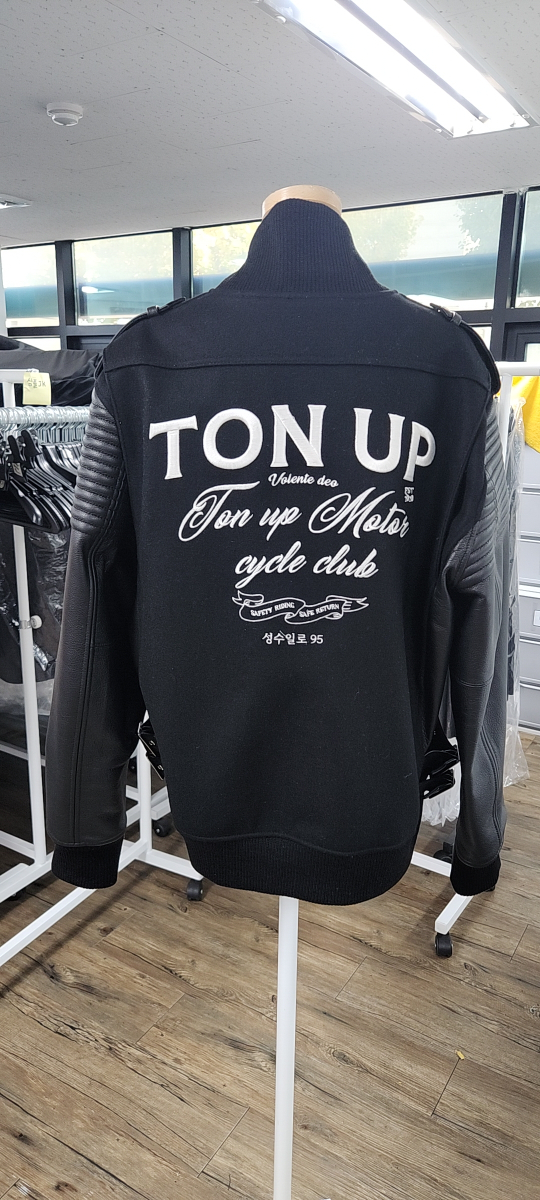 TON UP
Volente deo
Ton up Motor
cycle club
SAFETY RIDING SAFE RETURN
성수일로 95